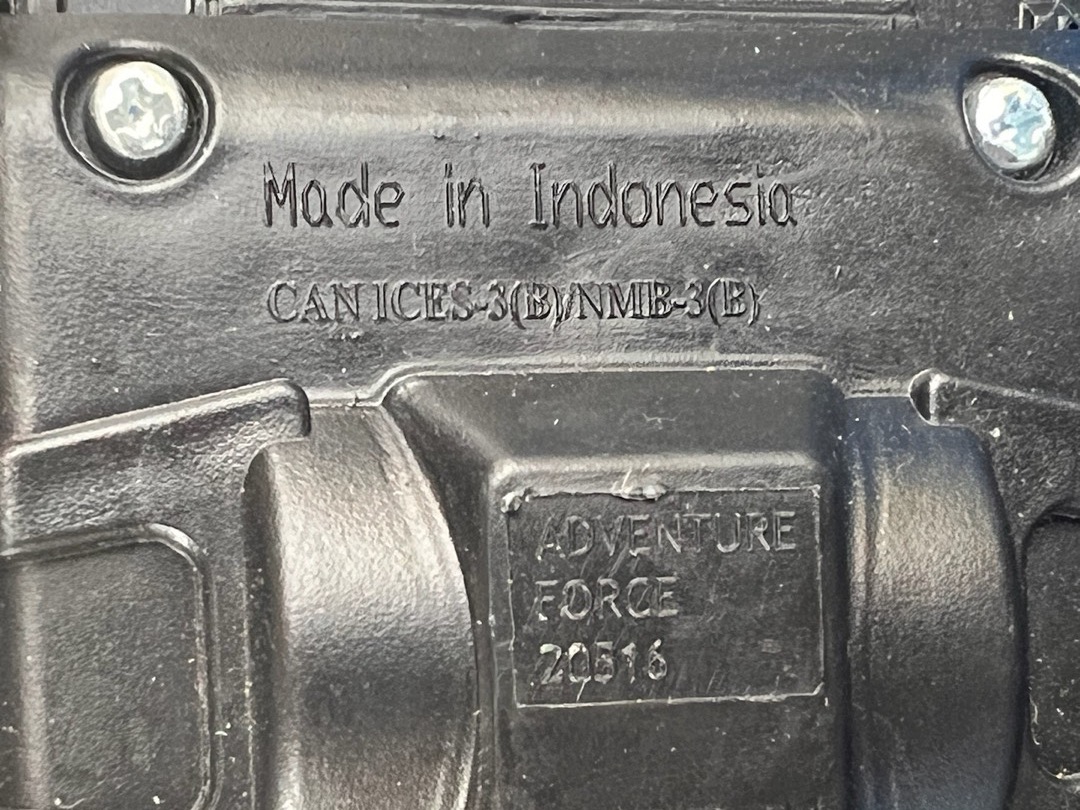 Made in Indonesia
CAN ICES-3(B)/NMB-3(B)
ADVENTURE
FORCE
20516